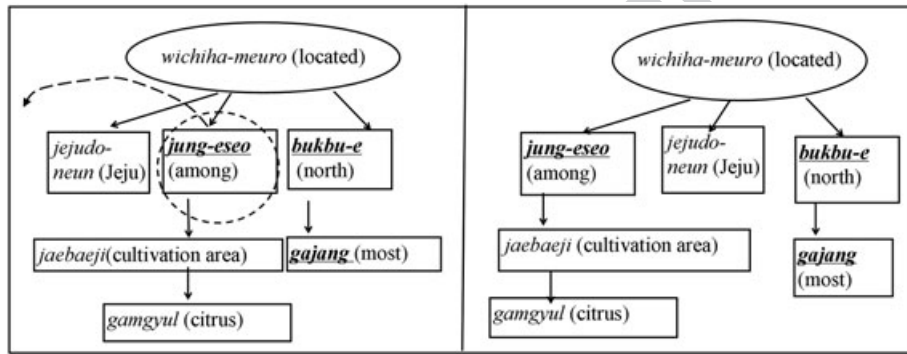 wichiha-meuro (located)
jejudo-
neun (Jeju)
jung-eseo
(among)
bukbu-e
(north)
jaebaeji(cultivation area)
gajang (most)
gamgyul (citrus)
wichiha-meuro (located)
jung-eseo
(among)
jejudo-
neun (Jeju)
bukbu-e
(north)
jaebaeji (cultivation area)
gajang
(most)
gamgyul (citrus)